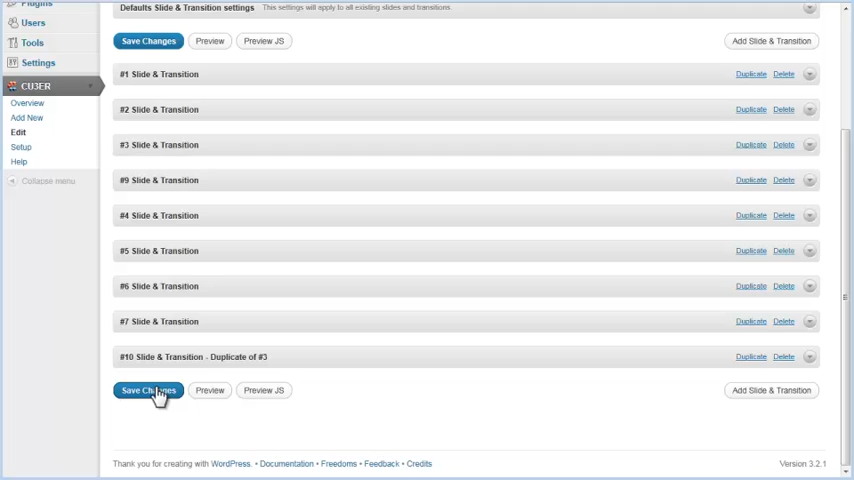 Plugins
Users
Tools
Settings
CU3ER
Overview
Add New
Edit
Setup
Help
Collapse menu
Defaults Slide & Transition settings This settings will apply to all existing slides and transitions.
Save Changes Preview Preview JS Add Slide & Transition
#1 Slide & Transition Duplicate Delete
#2 Slide & Transition Duplicate Delete
#3 Slide & Transition Duplicate Delete
#9 Slide & Transition Duplicate Delete
#4 Slide & Transition Duplicate Delete
#5 Slide & Transition Duplicate Delete
#6 Slide & Transition Duplicate Delete
#7 Slide & Transition Duplicate Delete
#10 Slide & Transition - Duplicate of #3 Duplicate Delete
Save Changes Preview Preview JS Add Slide & Transition
Thank you for creating with WordPress. • Documentation • Freedoms • Feedback • Credits Version 3.2.1